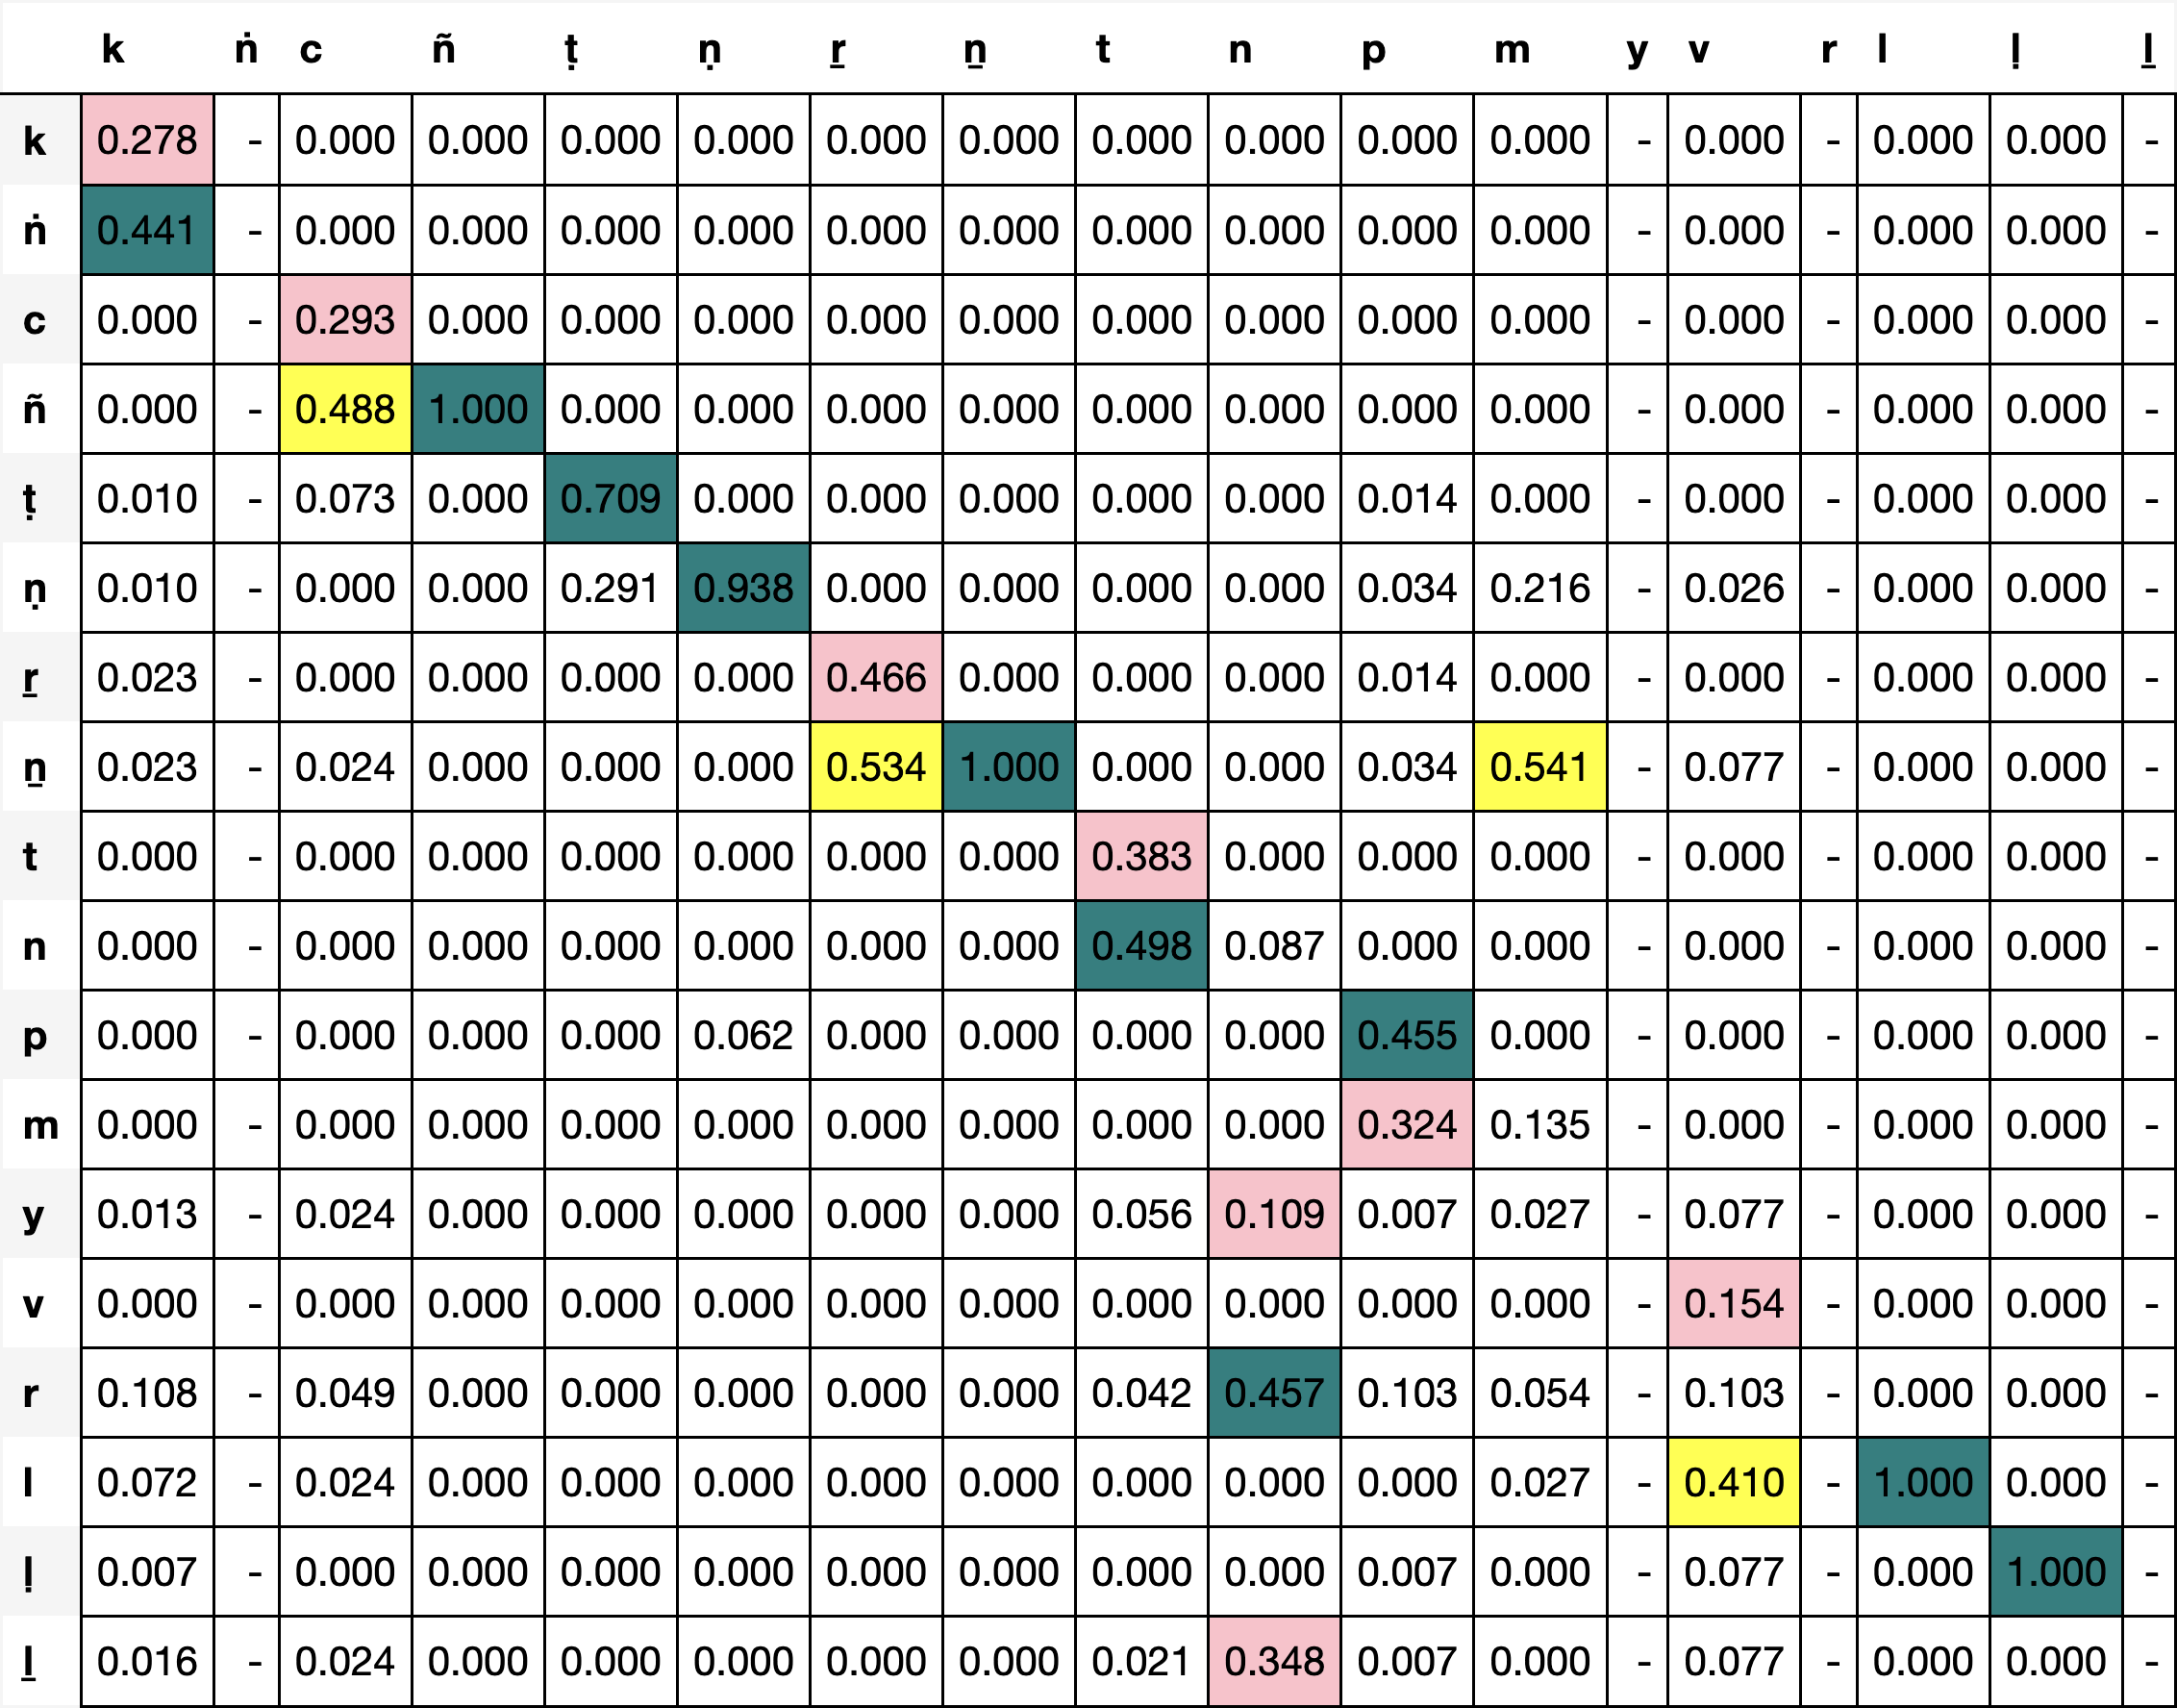 k ṅ c ñ ṭ ṇ ṟ ṉ t n p m y v r l ḷ ḻ
k 0.278 - 0.000 0.000 0.000 0.000 0.000 0.000 0.000 0.000 0.000 0.000 - 0.000 - 0.000 0.000 -
ṅ 0.441 - 0.000 0.000 0.000 0.000 0.000 0.000 0.000 0.000 0.000 0.000 - 0.000 - 0.000 0.000 -
c 0.000 - 0.293 0.000 0.000 0.000 0.000 0.000 0.000 0.000 0.000 0.000 - 0.000 - 0.000 0.000 -
ñ 0.000 - 0.488 1.000 0.000 0.000 0.000 0.000 0.000 0.000 0.000 0.000 - 0.000 - 0.000 0.000 -
ṭ 0.010 - 0.073 0.000 0.709 0.000 0.000 0.000 0.000 0.000 0.014 0.000 - 0.000 - 0.000 0.000 -
ṇ 0.010 - 0.000 0.000 0.291 0.938 0.000 0.000 0.000 0.000 0.034 0.216 - 0.026 - 0.000 0.000 -
ṟ 0.023 - 0.000 0.000 0.000 0.000 0.466 0.000 0.000 0.000 0.014 0.000 - 0.000 - 0.000 0.000 -
ṉ 0.023 - 0.024 0.000 0.000 0.000 0.534 1.000 0.000 0.000 0.034 0.541 - 0.077 - 0.000 0.000 -
t 0.000 - 0.000 0.000 0.000 0.000 0.000 0.000 0.383 0.000 0.000 0.000 - 0.000 - 0.000 0.000 -
n 0.000 - 0.000 0.000 0.000 0.000 0.000 0.000 0.498 0.087 0.000 0.000 - 0.000 - 0.000 0.000 -
p 0.000 - 0.000 0.000 0.000 0.062 0.000 0.000 0.000 0.000 0.455 0.000 - 0.000 - 0.000 0.000 -
m 0.000 - 0.000 0.000 0.000 0.000 0.000 0.000 0.000 0.000 0.324 0.135 - 0.000 - 0.000 0.000 -
y 0.013 - 0.024 0.000 0.000 0.000 0.000 0.000 0.056 0.109 0.007 0.027 - 0.077 - 0.000 0.000 -
v 0.000 - 0.000 0.000 0.000 0.000 0.000 0.000 0.000 0.000 0.000 0.000 - 0.154 - 0.000 0.000 -
r 0.108 - 0.049 0.000 0.000 0.000 0.000 0.000 0.042 0.457 0.103 0.054 - 0.103 - 0.000 0.000 -
l 0.072 - 0.024 0.000 0.000 0.000 0.000 0.000 0.000 0.000 0.000 0.027 - 0.410 - 1.000 0.000 -
ḷ 0.007 - 0.000 0.000 0.000 0.000 0.000 0.000 0.000 0.000 0.007 0.000 - 0.077 - 0.000 1.000 -
ḻ 0.016 - 0.024 0.000 0.000 0.000 0.000 0.000 0.021 0.348 0.007 0.000 - 0.077 - 0.000 0.000 -